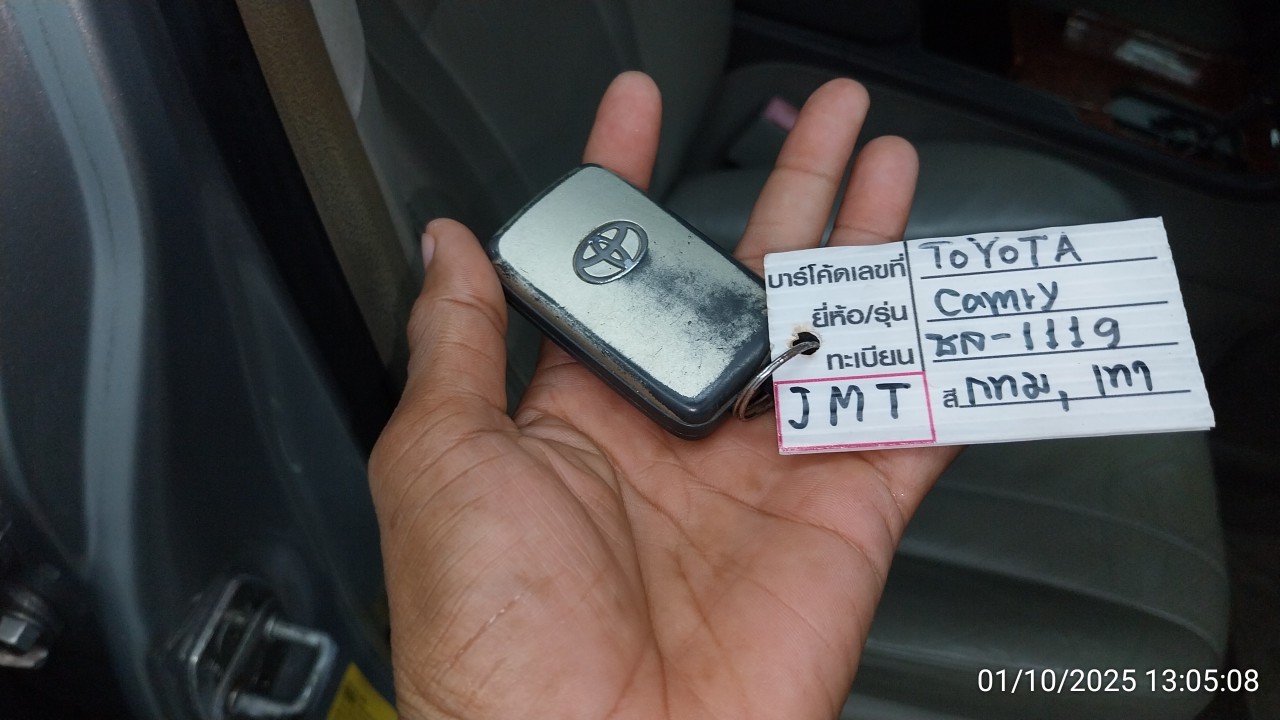 บาร์โค้ดเลขที่ TOYOTA
ยี่ห้อ/รุ่น Camry
ทะเบียน ชล-1119
JMT สี กทม, เทา
01/10/2025 13:05:08